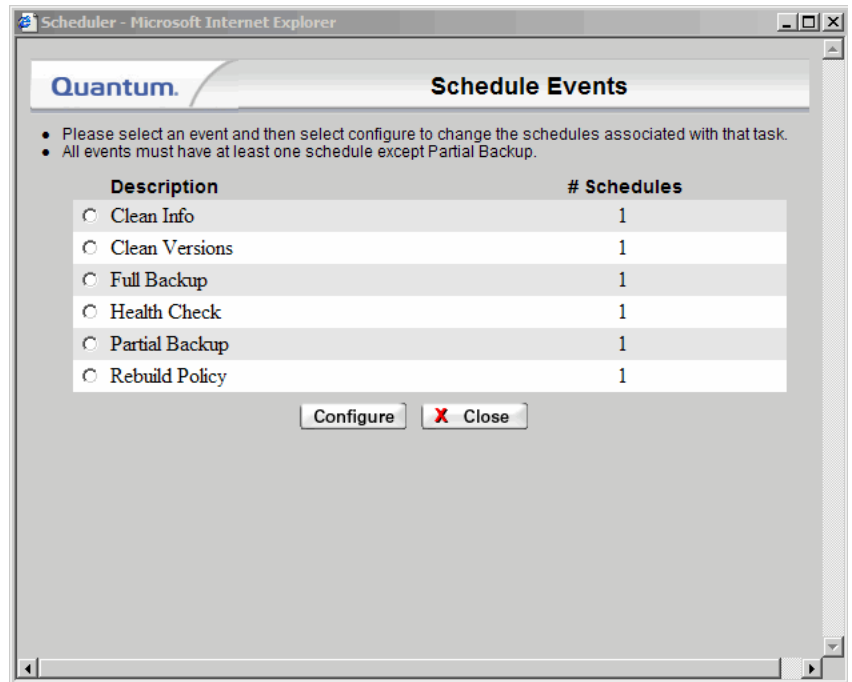 Scheduler - Microsoft Internet Explorer
Quantum.
Schedule Events
• Please select an event and then select configure to change the schedules associated with that task.
• All events must have at least one schedule except Partial Backup.
Description # Schedules
Clean Info 1
Clean Versions 1
Full Backup 1
Health Check 1
Partial Backup 1
Rebuild Policy 1
Configure X Close